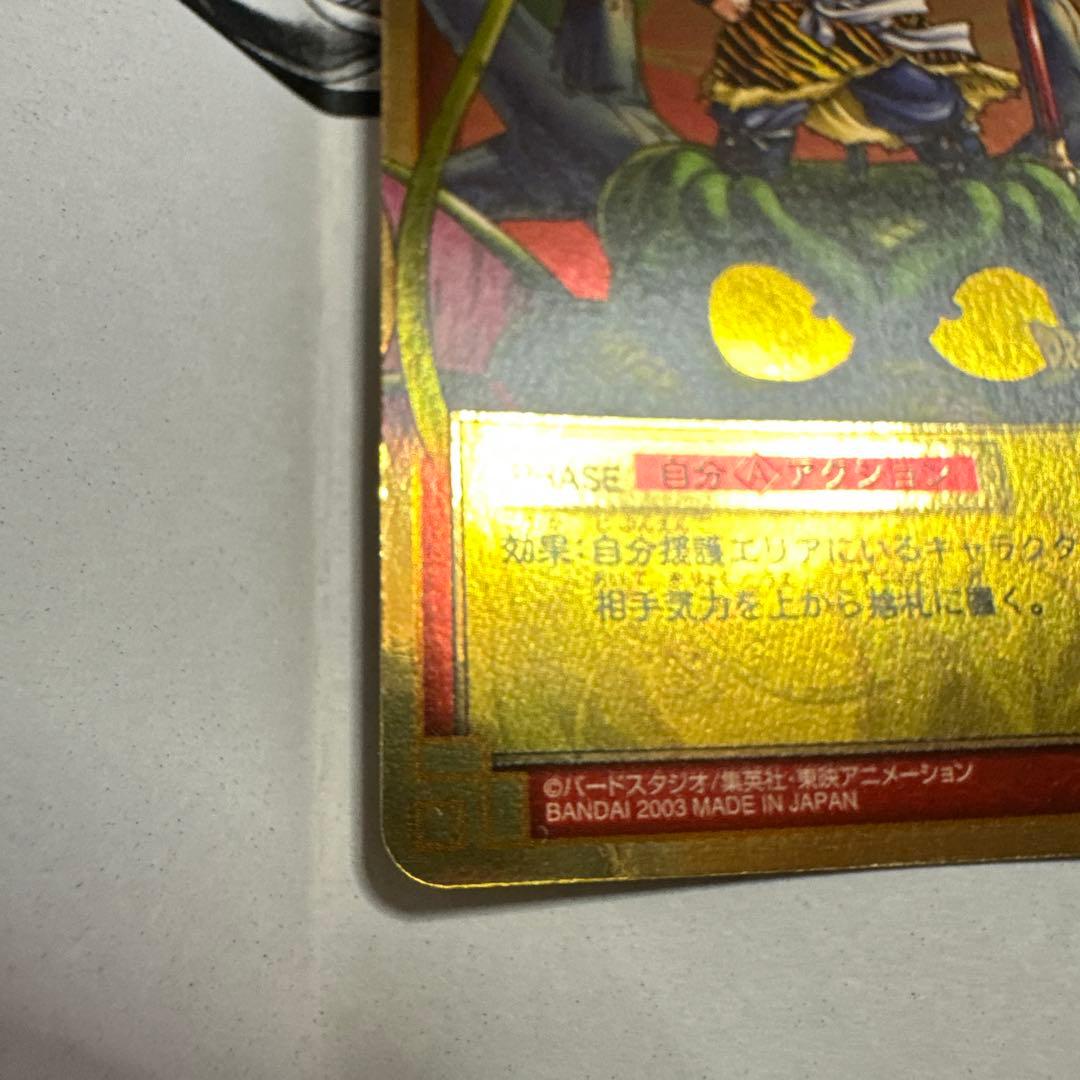 PHASE 自分〈A〉アクション
効果:自分援護エリアにいるキャラクタ
相手気力を上から捨札に置く。
©バードスタジオ/集英社・東映アニメーション
BANDAI 2003 MADE IN JAPAN